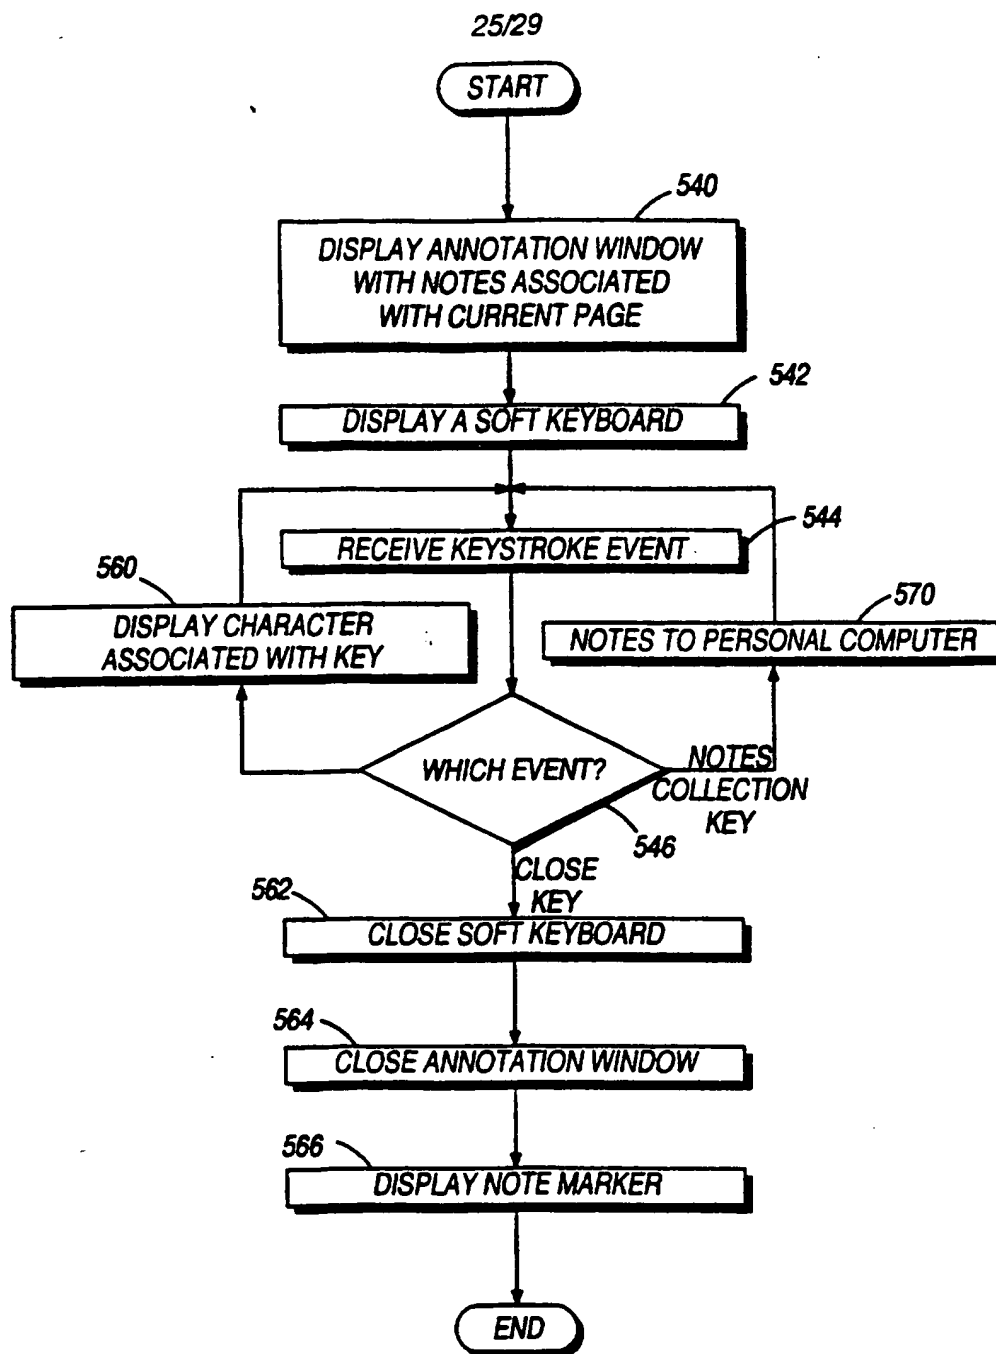 25/29
START
540
DISPLAY ANNOTATION WINDOW
WITH NOTES ASSOCIATED
WITH CURRENT PAGE
542
DISPLAY A SOFT KEYBOARD
544
RECEIVE KEYSTROKE EVENT
560
DISPLAY CHARACTER
ASSOCIATED WITH KEY
570
NOTES TO PERSONAL COMPUTER
WHICH EVENT?
NOTES
COLLECTION
KEY
546
CLOSE
KEY
562
CLOSE SOFT KEYBOARD
564
CLOSE ANNOTATION WINDOW
566
DISPLAY NOTE MARKER
END